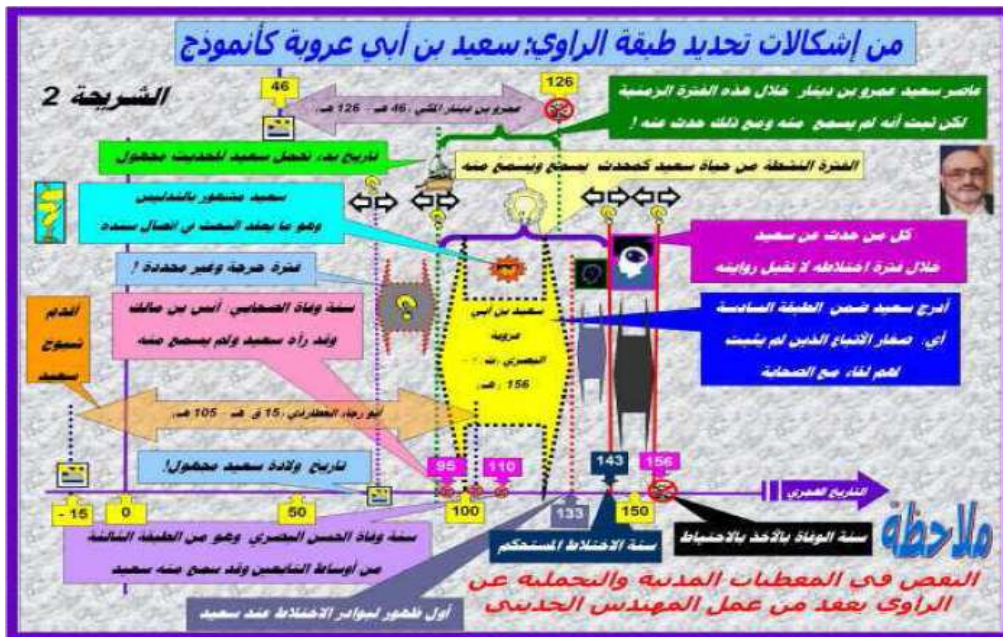 من إشكالات تحديد طبقة الراوي: سعيد بن أبي عروبة كأنموذج
الشريحة 2
46
126
عمرو بن دينار المكي (46 هـ - 126 هـ)
عاصر سعيد عمرو بن دينار خلال هذه الفترة الزمنية
لكن ثبت أنه لم يسمع منه ومع ذلك حدث عنه !
تاريخ بدء تحمل سعيد للحديث مجهول
الفترة النشطة من حياة سعيد كمحدث يسمع ويُسمع منه
سعيد مشهور بالتدليس
وهو ما يعقد البحث في اتصال سنده
كل من حدث عن سعيد
خلال فترة اختلاطه لا تقبل روايته
فترة حرجة وغير محددة !
أقدم
شيوخ
سعيد
سنة وفاة الصحابي: أنس بن مالك
وقد رآه سعيد ولم يسمع منه
سعيد بن أبي
عروبة
البصري (ت ؟ -
156 هـ)
أدرج سعيد ضمن الطبقة السادسة
أي: صغار الأتباع الذين لم يثبت
لهم لقاء مع الصحابة
أبو رجاء العطاردي (15 ق هـ - 105 هـ)
تاريخ ولادة سعيد مجهول!
95
110
143
156
التاريخ الهجري
- 15
0
50
100
133
150
سنة وفاة الحسن البصري وهو من الطبقة الثالثة
من أوساط التابعين وقد سمع منه سعيد
سنة الاختلاط المستحكم
سنة الوفاة بالأخذ بالاحتياط
ملاحظة
أول ظهور لبوادر الاختلاط عند سعيد
النقص في المعطيات المدنية والتحملية عن
الراوي يعقد من عمل المهندس الحديثي